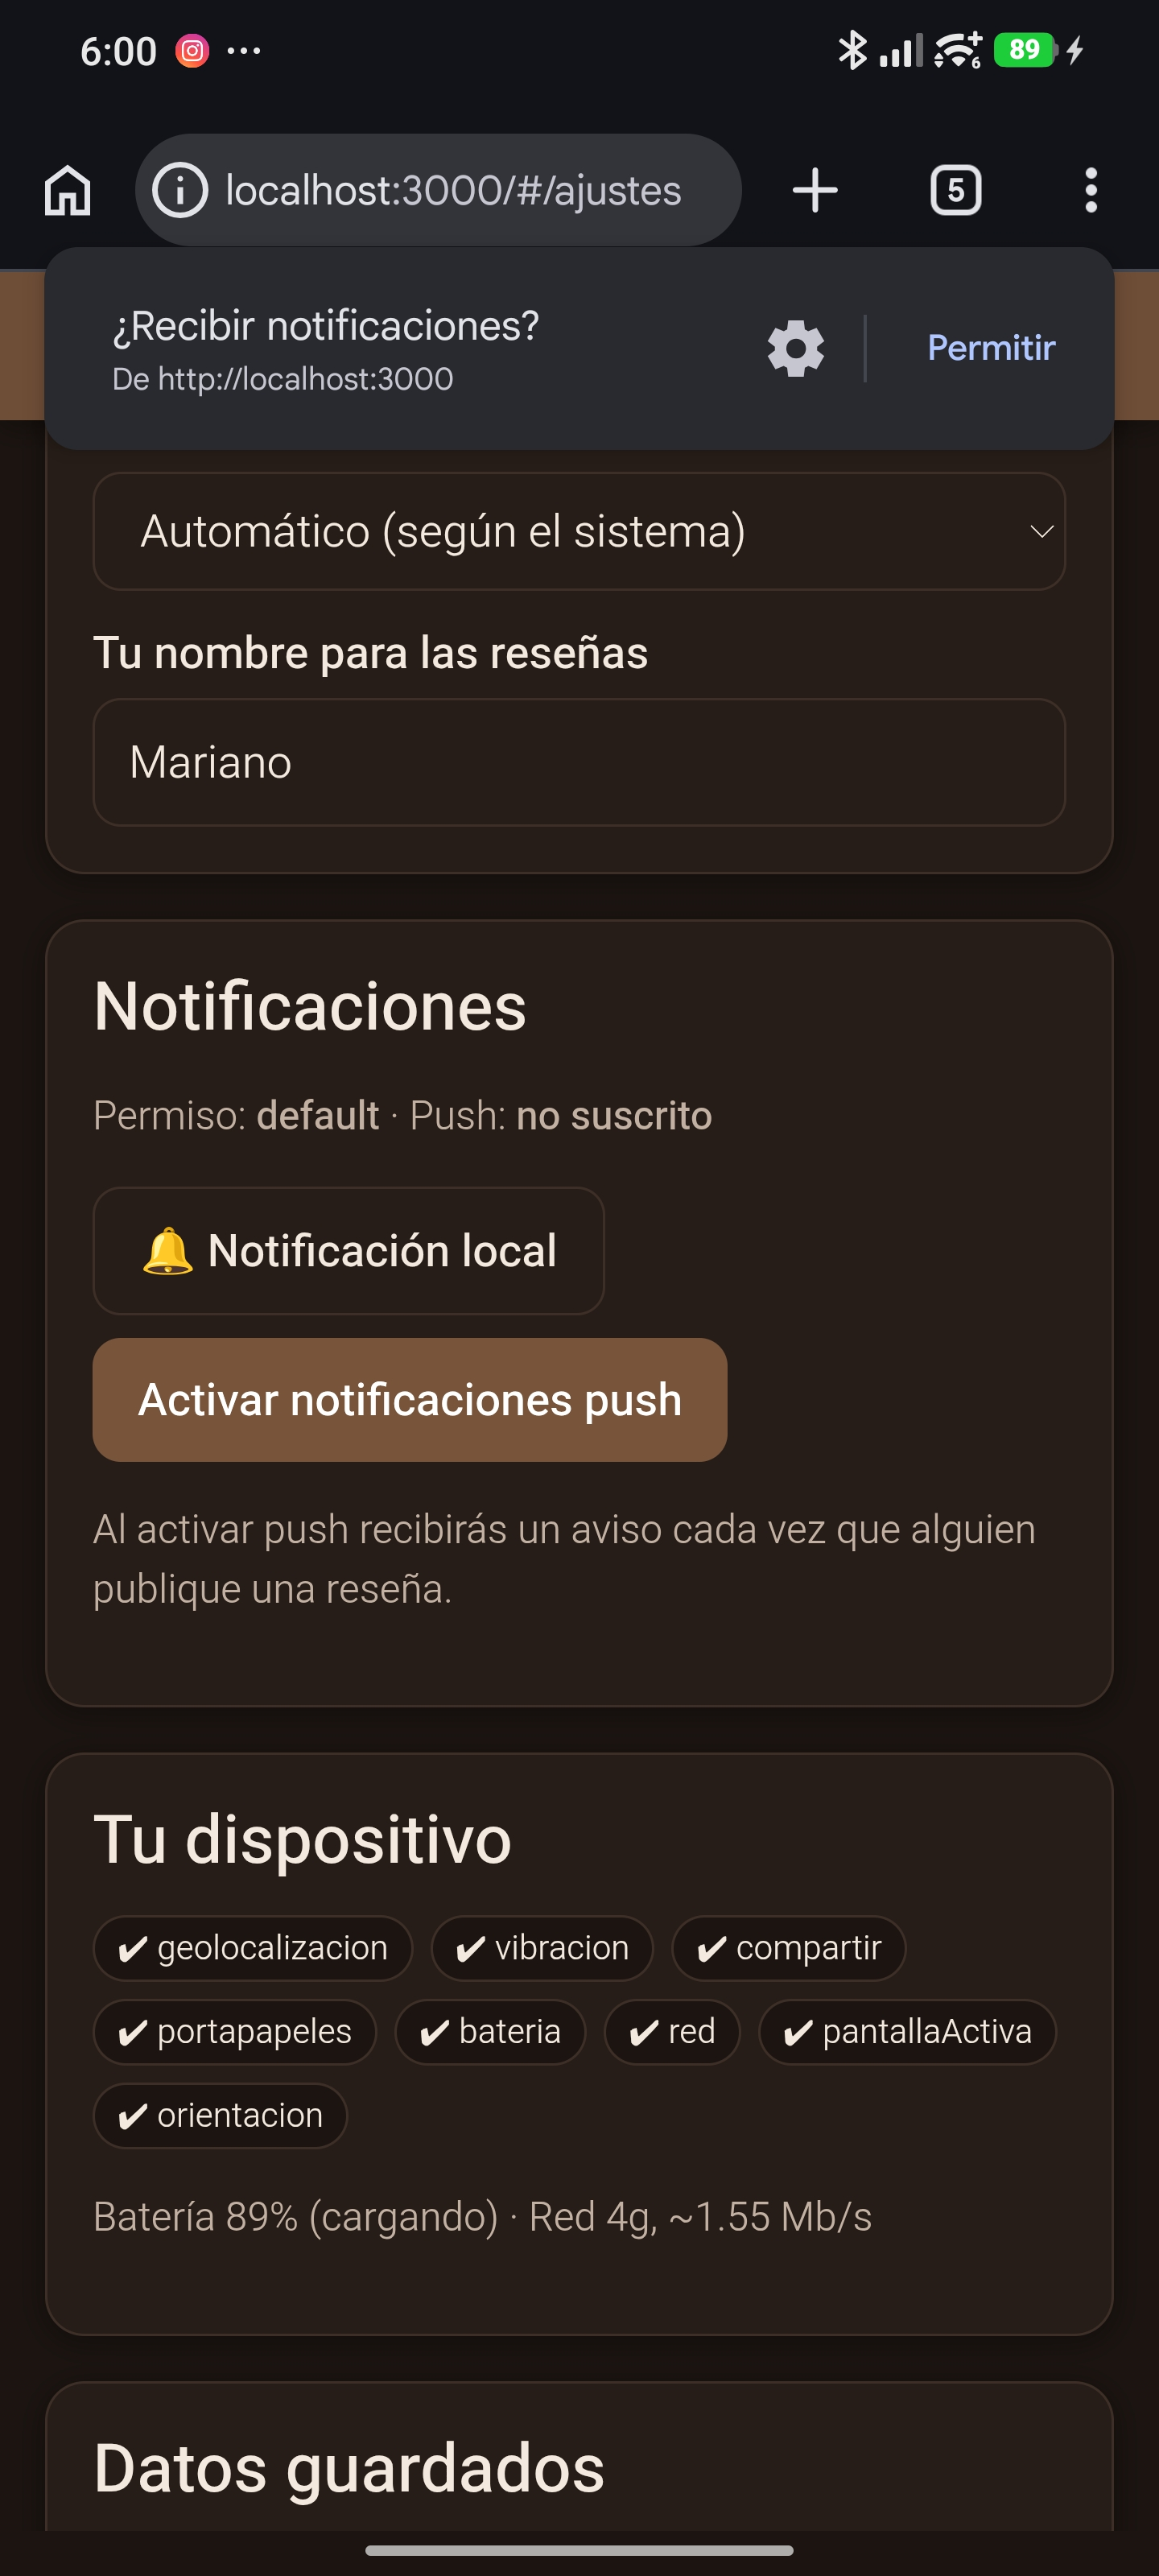 6:00
6
89
localhost:3000/#/ajustes
5
¿Recibir notificaciones?
De http://localhost:3000
Permitir
Automático (según el sistema)
Tu nombre para las reseñas
Mariano
Notificaciones
Permiso: default · Push: no suscrito
🔔 Notificación local
Activar notificaciones push
Al activar push recibirás un aviso cada vez que alguien
publique una reseña.
Tu dispositivo
✔ geolocalizacion ✔ vibracion ✔ compartir
✔ portapapeles ✔ bateria ✔ red ✔ pantallaActiva
✔ orientacion
Batería 89% (cargando) · Red 4g, ~1.55 Mb/s
Datos guardados